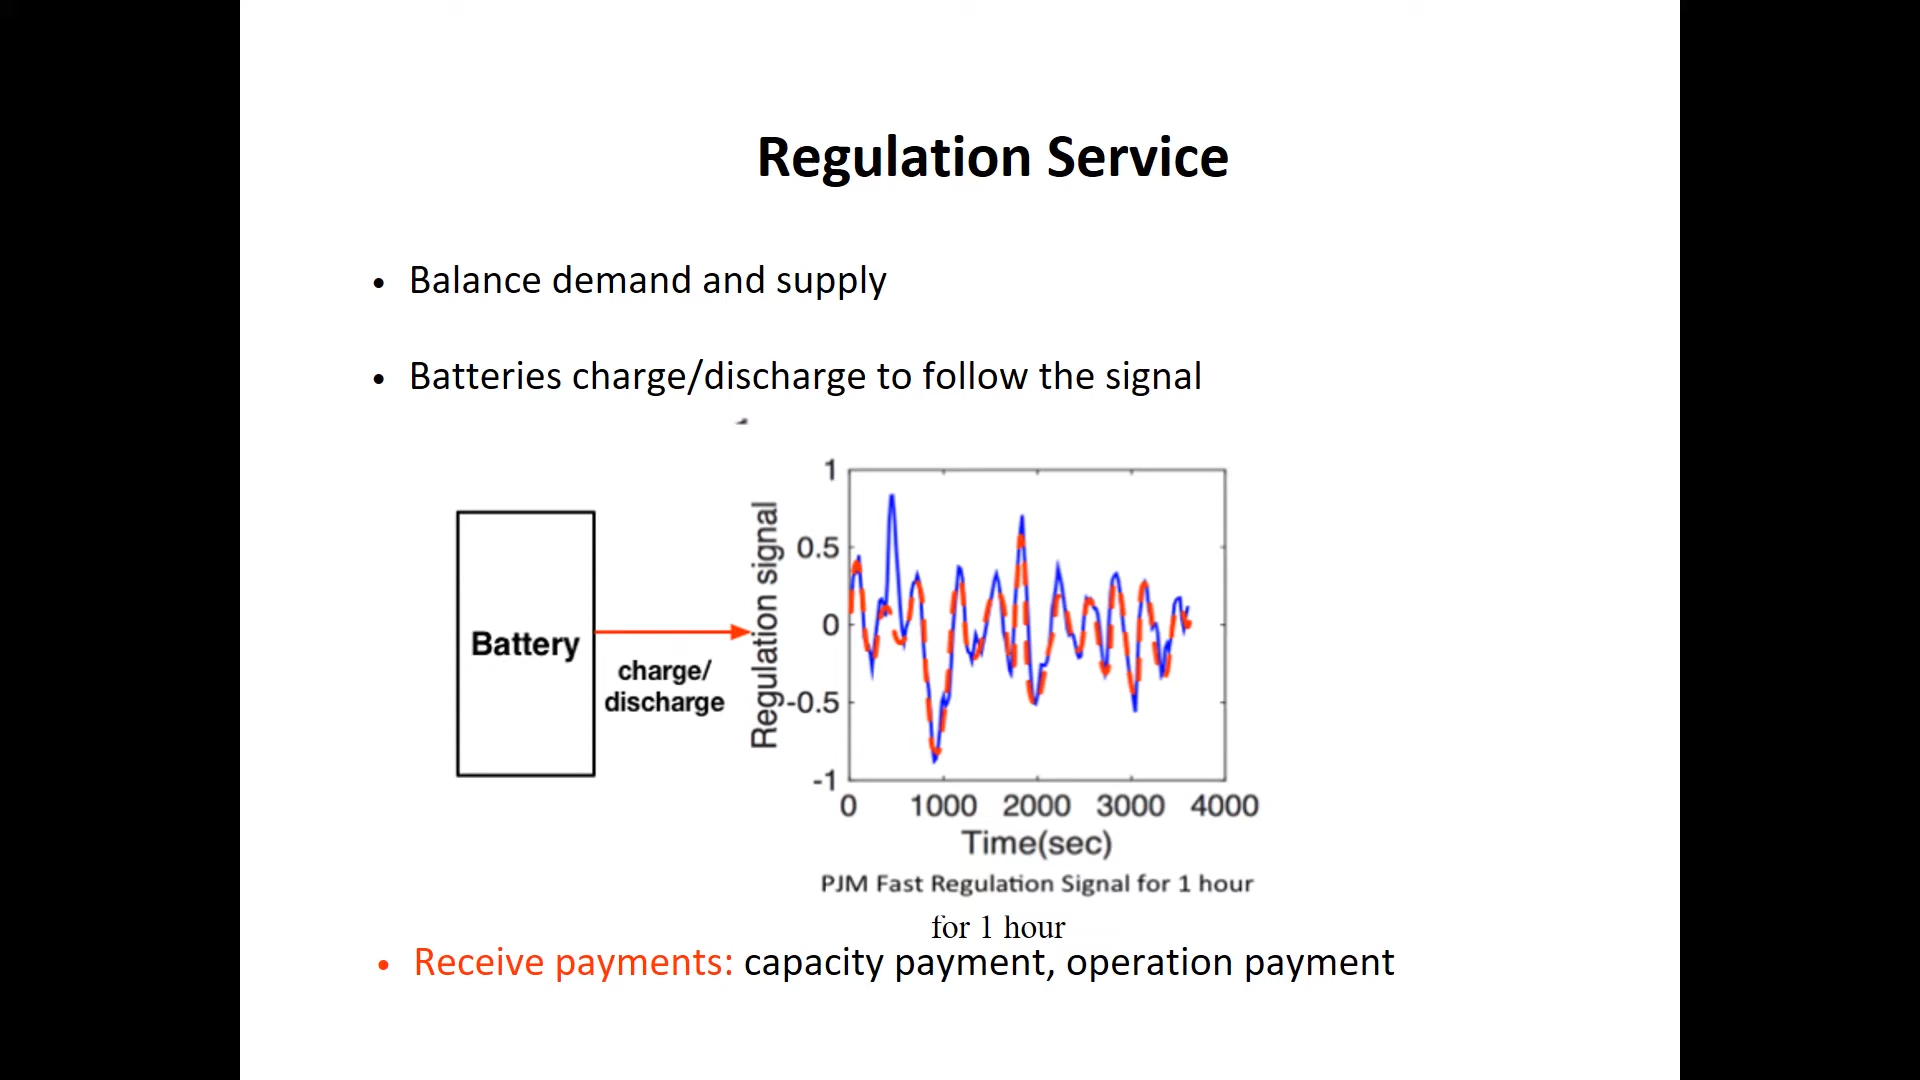 Regulation Service
• Balance demand and supply
• Batteries charge/discharge to follow the signal
Battery
charge/
discharge
Regulation signal
1
0.5
0
-0.5
-1
0 1000 2000 3000 4000
Time(sec)
PJM Fast Regulation Signal for 1 hour
for 1 hour
• Receive payments: capacity payment, operation payment